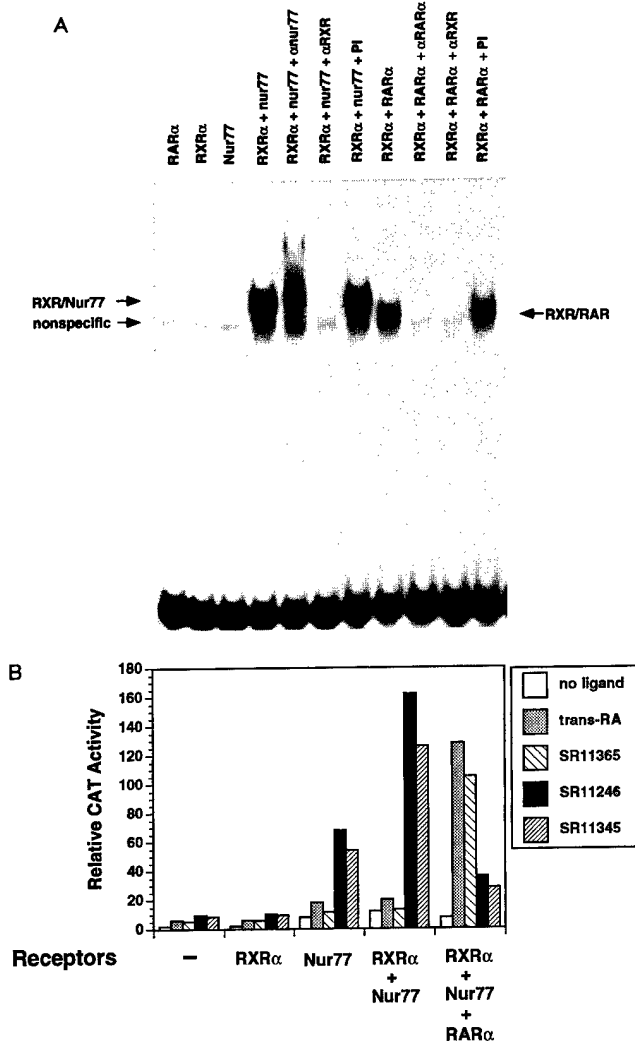 A
RARα
RXRα
Nur77
RXRα + nur77
RXRα + nur77 + αnur77
RXRα + nur77 + αRXR
RXRα + nur77 + PI
RXRα + RARα
RXRα + RARα + αRARα
RXRα + RARα + αRXR
RXRα + RARα + PI
RXR/Nur77
nonspecific
RXR/RAR
B
Relative CAT Activity
180
160
140
120
100
80
60
40
20
0
no ligand
trans-RA
SR11365
SR11246
SR11345
Receptors
–
RXRα
Nur77
RXRα
+
Nur77
RXRα
+
Nur77
+
RARα